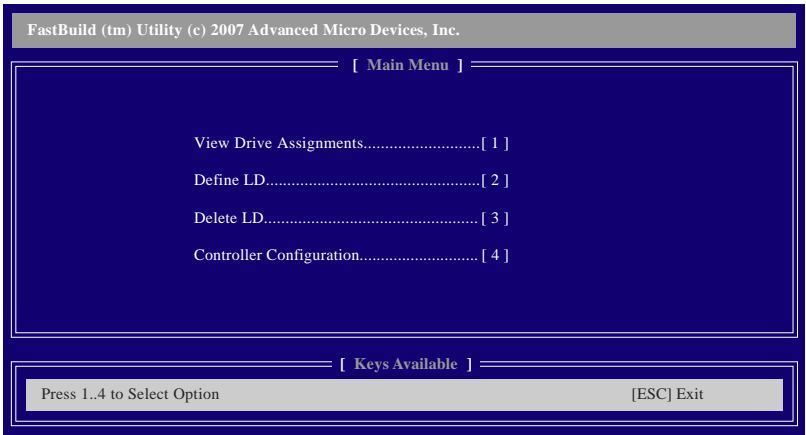 FastBuild (tm) Utility (c) 2007 Advanced Micro Devices, Inc.
[ Main Menu ]
View Drive Assignments...........................[ 1 ]
Define LD..................................................[ 2 ]
Delete LD.................................................. [ 3 ]
Controller Configuration............................ [ 4 ]
[ Keys Available ]
Press 1..4 to Select Option [ESC] Exit